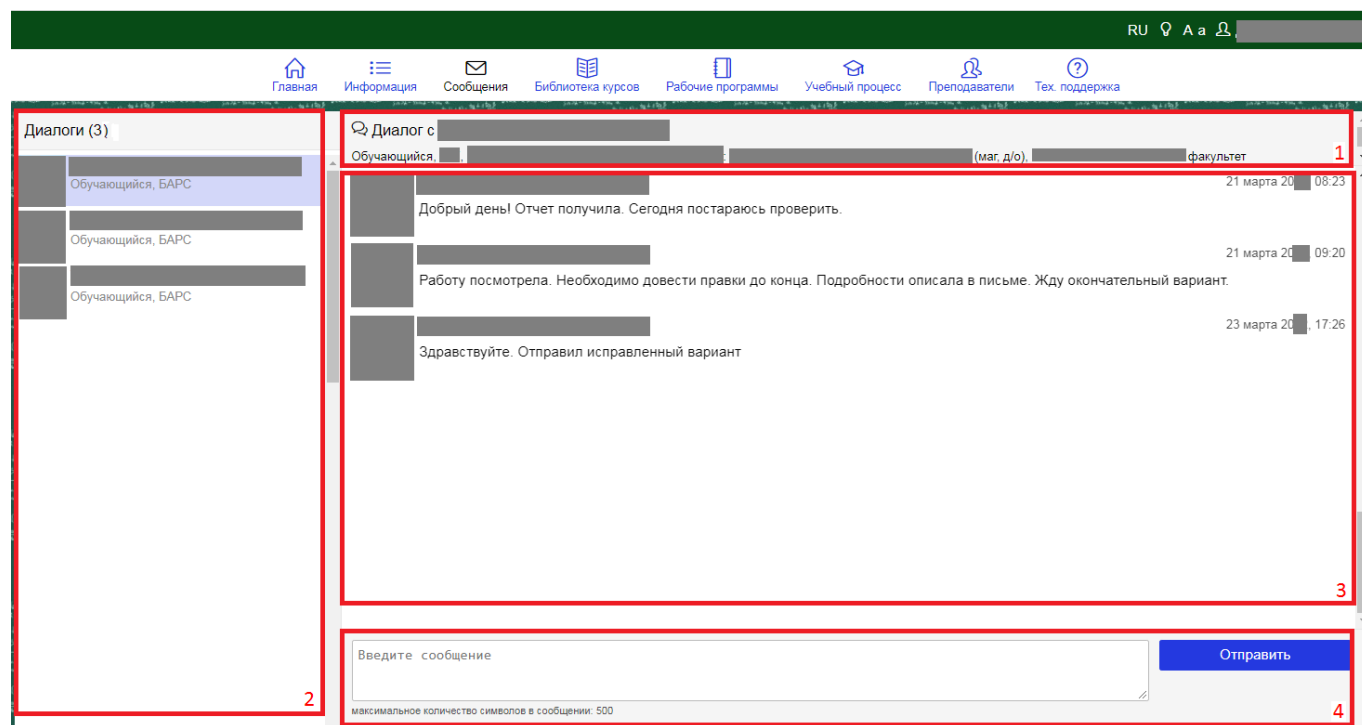 RU A a
Главная Информация Сообщения Библиотека курсов Рабочие программы Учебный процесс Преподаватели Тех. поддержка
Диалоги (3)
Обучающийся, БАРС
Обучающийся, БАРС
Обучающийся, БАРС
2
Диалог с
Обучающийся, , : (маг, д/о), факультет
1
21 марта 20 08:23
Добрый день! Отчет получила. Сегодня постараюсь проверить.
21 марта 20 09:20
Работу посмотрела. Необходимо довести правки до конца. Подробности описала в письме. Жду окончательный вариант.
23 марта 20 , 17:26
Здравствуйте. Отправил исправленный вариант
3
Введите сообщение
Отправить
максимальное количество символов в сообщении: 500
4